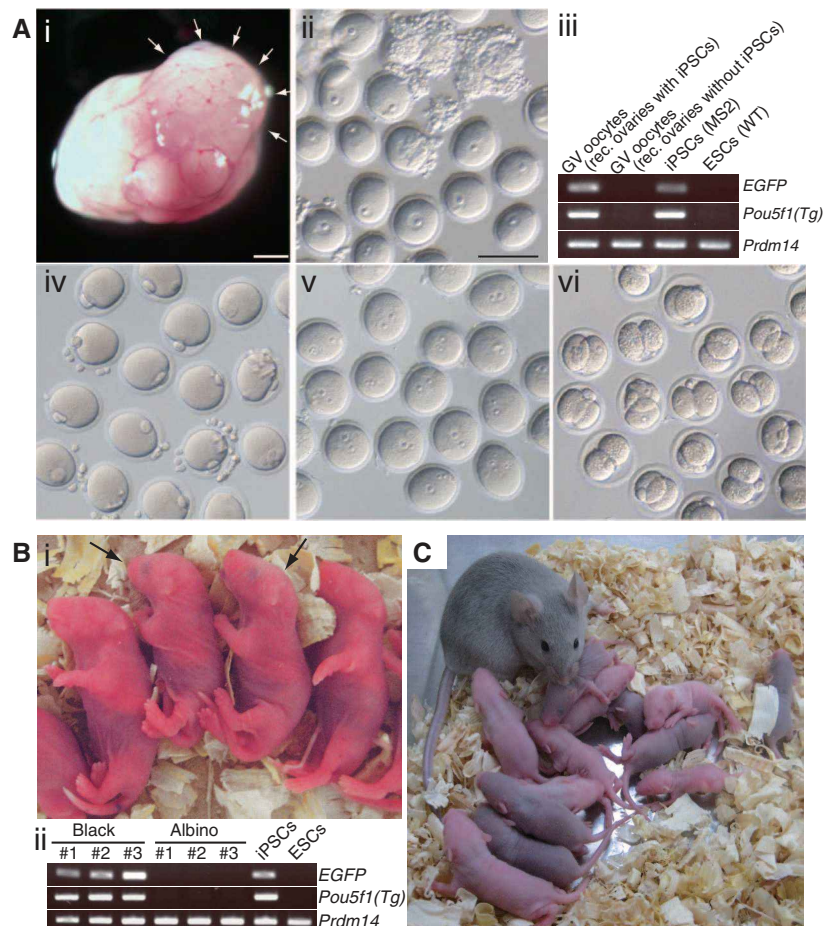 A
i
ii
iii
GV oocytes
(rec. ovaries with iPSCs)
GV oocytes
(rec. ovaries without iPSCs)
iPSCs (MS2)
ESCs (WT)
EGFP
Pou5f1(Tg)
Prdm14
iv
v
vi
B
i
C
ii
Black
Albino
iPSCs
ESCs
#1 #2 #3 #1 #2 #3
EGFP
Pou5f1(Tg)
Prdm14